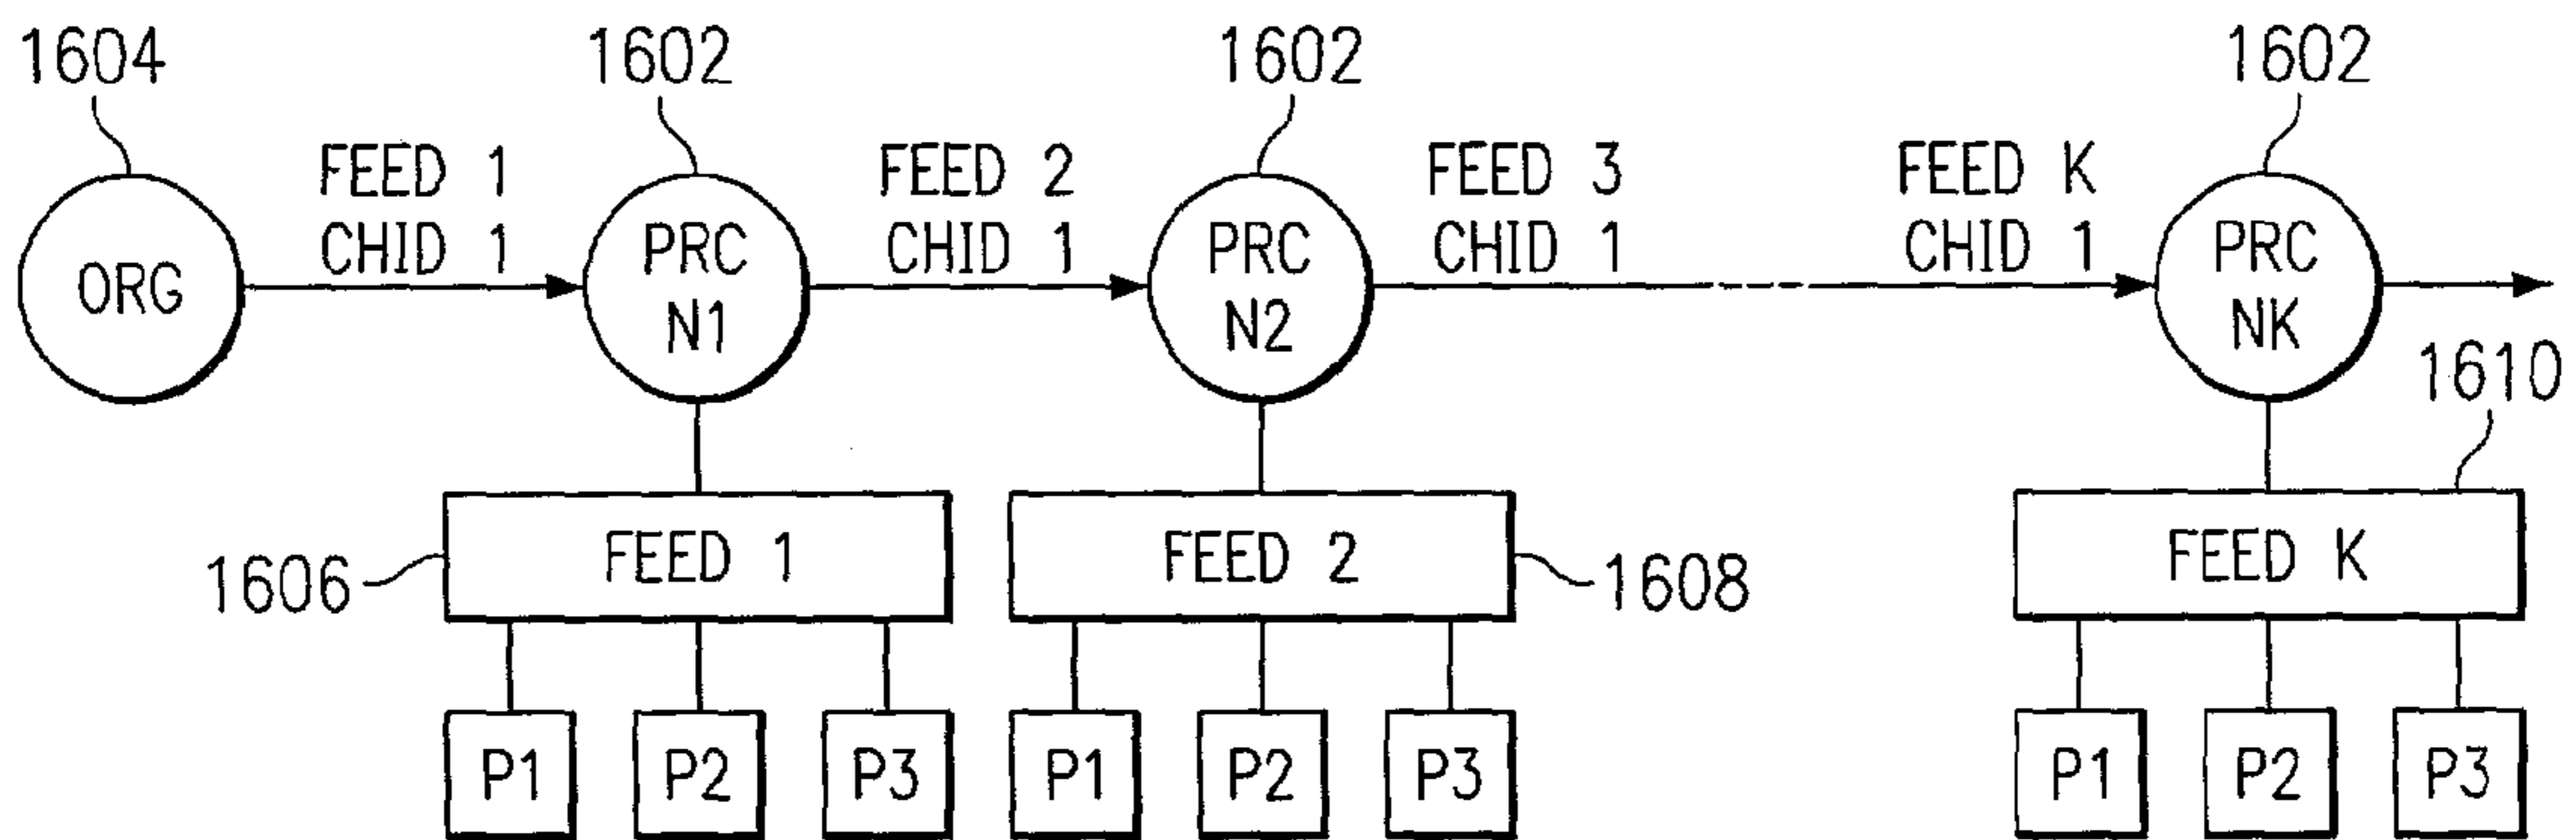 1604
1602
1602
1602
FEED 1
CHID 1
FEED 2
CHID 1
FEED 3
CHID 1
FEED K
CHID 1
ORG
PRC
N1
PRC
N2
PRC
NK
1610
FEED 1
FEED 2
FEED K
1606
1608
P1
P2
P3
P1
P2
P3
P1
P2
P3